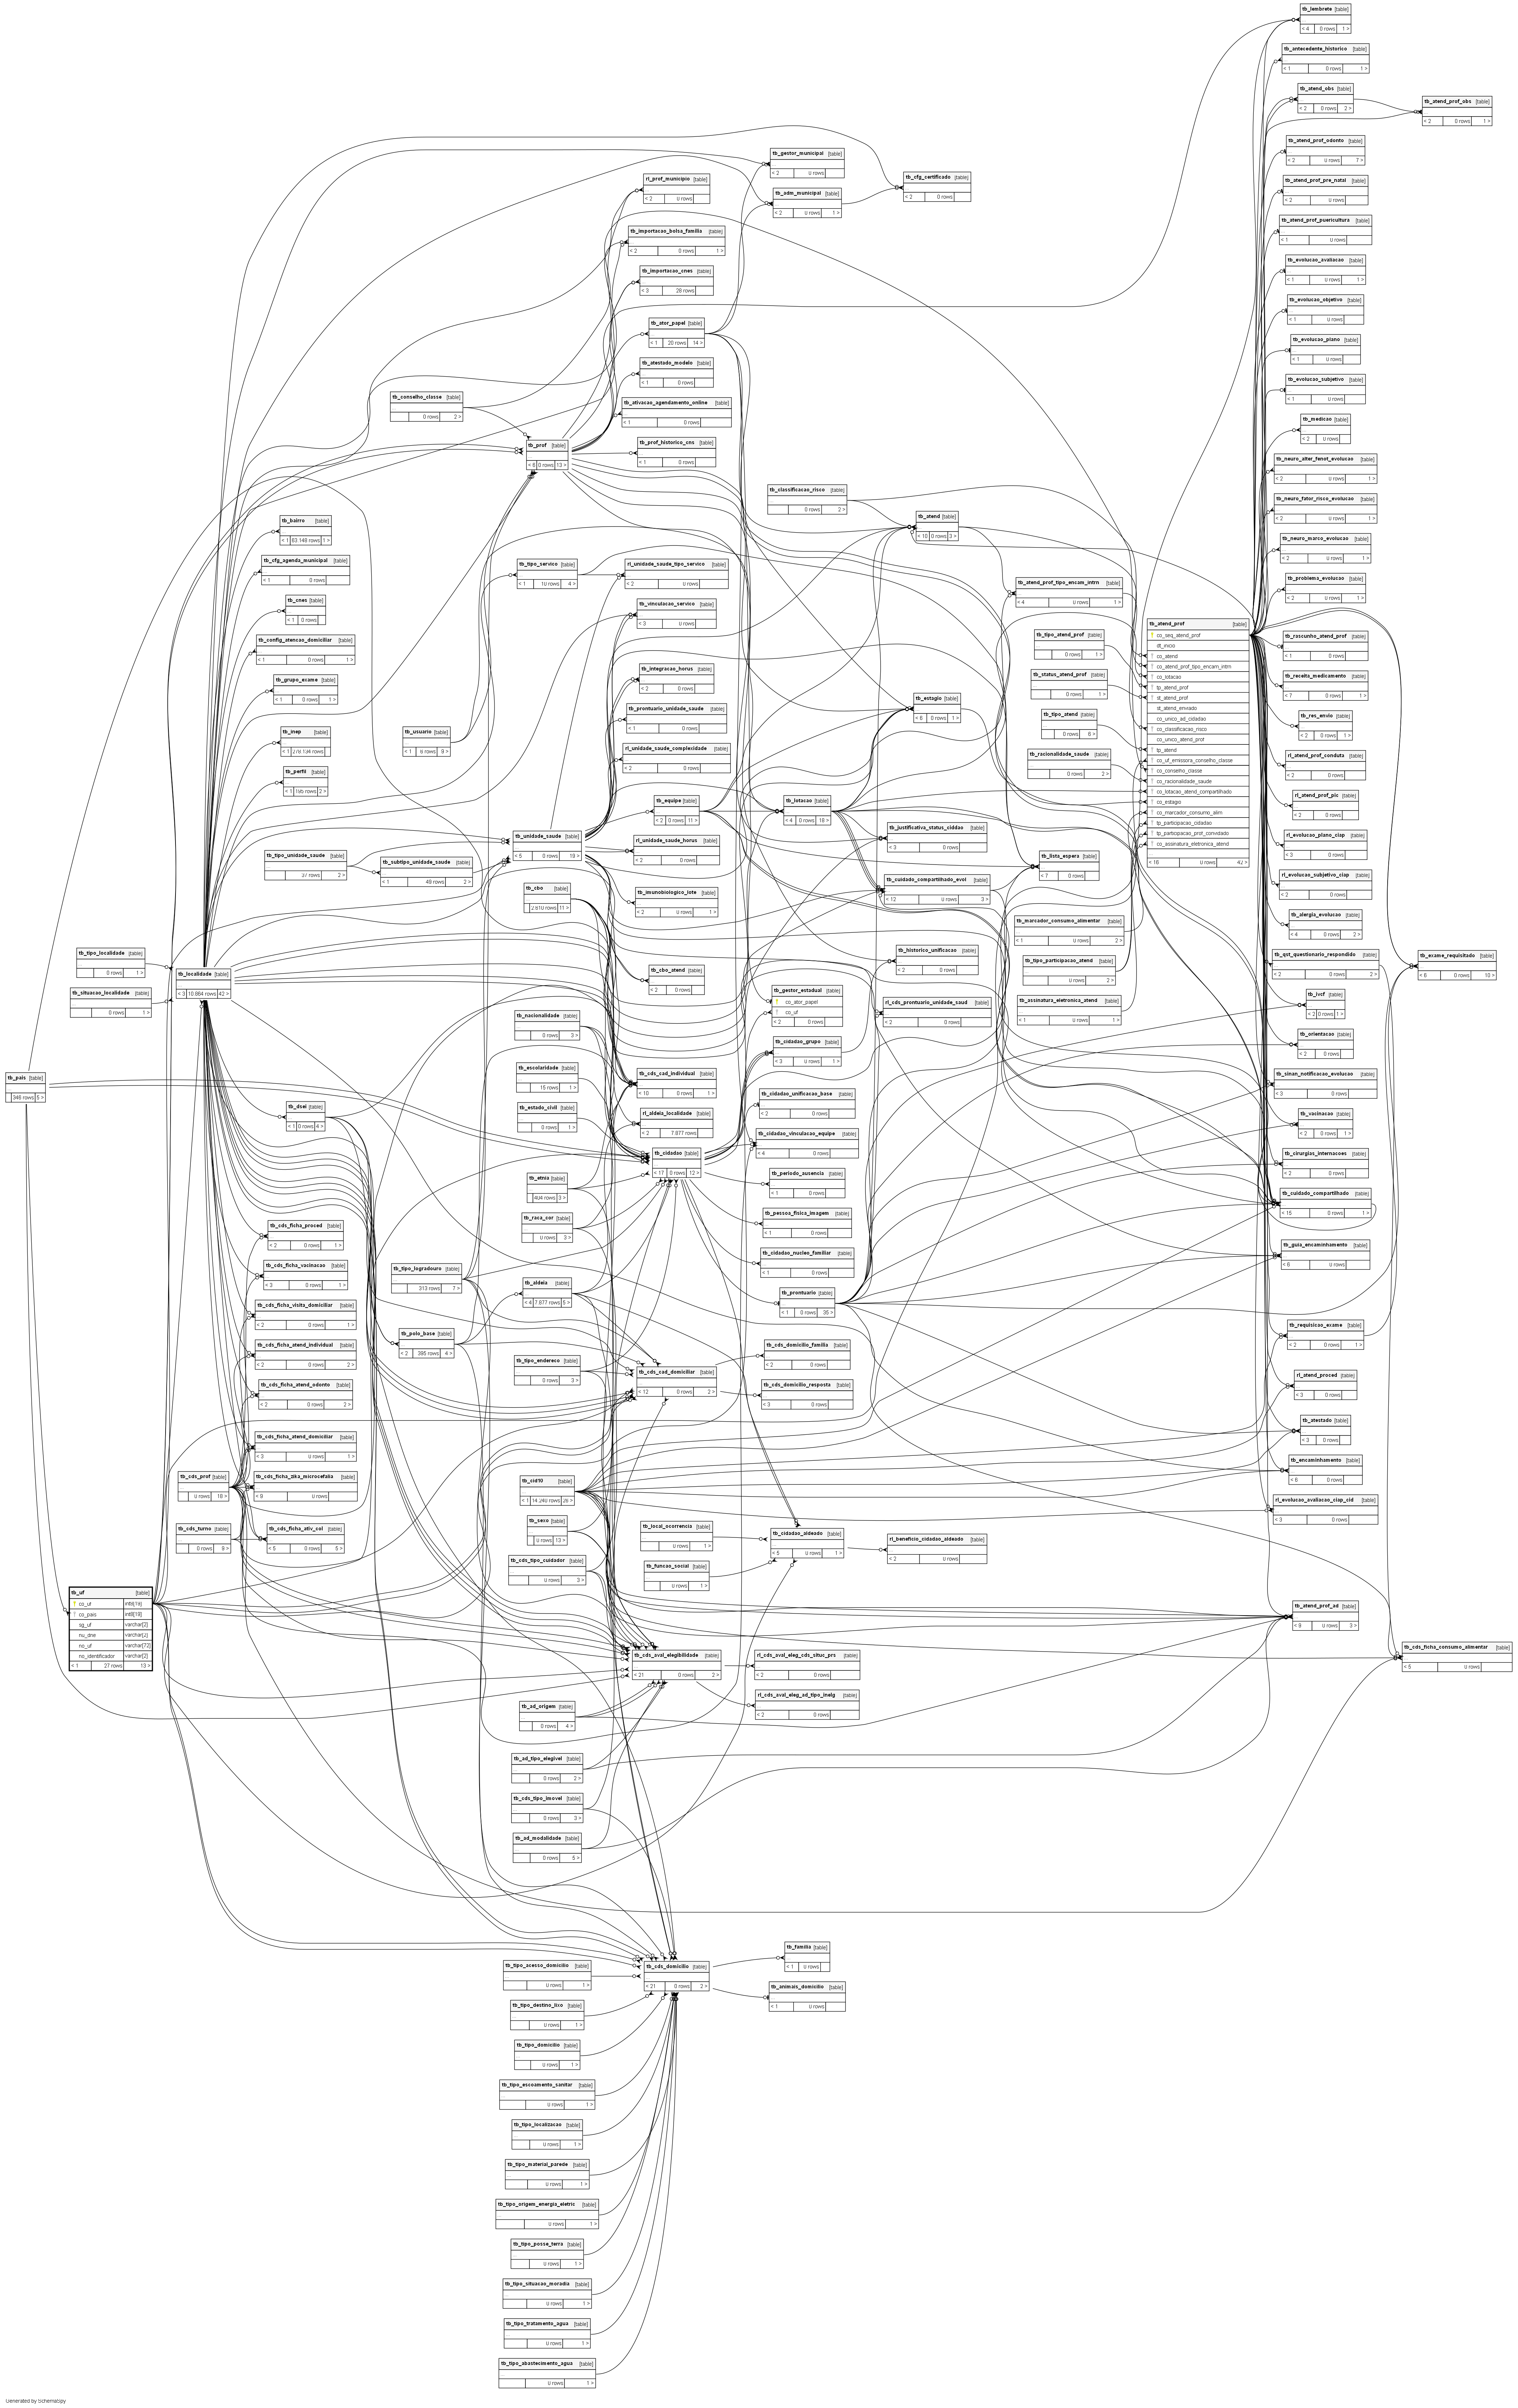 tb_pais [table]
346 rows 5 >
tb_uf [table]
co_uf int8[19]
co_pais int8[19]
sg_uf varchar[2]
nu_dne varchar[2]
no_uf varchar[72]
no_identificador varchar[2]
< 1 27 rows 13 >
tb_tipo_localidade [table]
0 rows 1 >
tb_situacao_localidade [table]
0 rows 1 >
tb_localidade [table]
< 3 10.864 rows 42 >
tb_cds_prof [table]
0 rows 18 >
tb_cds_turno [table]
0 rows 8 >
tb_bairro [table]
tb_cfg_agenda_municipal [table]
< 1 0 rows
tb_cnes [table]
< 1 0 rows
tb_config_atencao_domiciliar [table]
< 1 0 rows 1 >
tb_grupo_exame [table]
< 1 0 rows 1 >
tb_inep [table]
tb_perfil [table]
tb_tipo_unidade_saude [table]
37 rows 2 >
tb_subtipo_unidade_saude [table]
< 1 49 rows 2 >
tb_dsei [table]
< 1 0 rows 4 >
tb_cds_ficha_proced [table]
< 2 0 rows 1 >
tb_cds_ficha_vacinacao [table]
< 3 0 rows 1 >
tb_cds_ficha_visita_domiciliar [table]
< 2 0 rows 1 >
tb_cds_ficha_atend_individual [table]
< 2 0 rows 2 >
tb_cds_ficha_atend_odonto [table]
< 2 0 rows 2 >
tb_cds_ficha_atend_domiciliar [table]
< 3 0 rows 1 >
tb_cds_ficha_zika_microcefalia [table]
< 9 0 rows
tb_cds_ficha_ativ_col [table]
< 5 0 rows 5 >
tb_conselho_classe [table]
0 rows 2 >
tb_usuario [table]
tb_tipo_logradouro [table]
313 rows 7 >
tb_polo_base [table]
< 2 395 rows 4 >
tb_prof [table]
tb_tipo_servico [table]
< 1 10 rows 4 >
tb_unidade_saude [table]
< 5 0 rows 19 >
tb_cbo [table]
2.610 rows 11 >
tb_nacionalidade [table]
0 rows 3 >
tb_escolaridade [table]
15 rows 1 >
tb_estado_civil [table]
0 rows 1 >
tb_etnia [table]
tb_raca_cor [table]
0 rows 3 >
tb_aldeia [table]
< 4 7.877 rows 5 >
tb_tipo_endereco [table]
0 rows 3 >
tb_cid10 [table]
tb_sexo [table]
0 rows 13 >
tb_cds_tipo_cuidador [table]
0 rows 3 >
tb_ad_origem [table]
0 rows 4 >
tb_ad_tipo_elegivel [table]
0 rows 2 >
tb_cds_tipo_imovel [table]
0 rows 3 >
tb_ad_modalidade [table]
0 rows 5 >
tb_tipo_acesso_domicilio [table]
0 rows 1 >
tb_tipo_destino_lixo [table]
0 rows 1 >
tb_tipo_domicilio [table]
0 rows 1 >
tb_tipo_escoamento_sanitar [table]
0 rows 1 >
tb_tipo_localizacao [table]
0 rows 1 >
tb_tipo_material_parede [table]
0 rows 1 >
tb_tipo_origem_energia_eletric [table]
0 rows 1 >
tb_tipo_posse_terra [table]
0 rows 1 >
tb_tipo_situacao_moradia [table]
0 rows 1 >
tb_tipo_tratamento_agua [table]
0 rows 1 >
tb_tipo_abastecimento_agua [table]
0 rows 1 >
rl_prof_municipio [table]
< 2 0 rows
tb_importacao_bolsa_familia [table]
< 2 0 rows 1 >
tb_importacao_cnes [table]
< 3 28 rows
tb_ator_papel [table]
< 1 20 rows 14 >
tb_atestado_modelo [table]
< 1 0 rows
tb_ativacao_agendamento_online [table]
< 1 0 rows
tb_prof_historico_cns [table]
< 1 0 rows
rl_unidade_saude_tipo_servico [table]
< 2 0 rows
tb_vinculacao_servico [table]
< 3 0 rows
tb_integracao_horus [table]
< 2 0 rows
tb_prontuario_unidade_saude [table]
< 1 0 rows
rl_unidade_saude_complexidade [table]
< 2 0 rows
tb_equipe [table]
< 2 0 rows 11 >
rl_unidade_saude_horus [table]
< 2 0 rows
tb_imunobiologico_lote [table]
< 2 0 rows 1 >
tb_cbo_atend [table]
< 2 0 rows
tb_cds_cad_individual [table]
< 10 0 rows 1 >
rl_aldeia_localidade [table]
< 2 7.877 rows
tb_cidadao [table]
< 17 0 rows 12 >
tb_cds_cad_domiciliar [table]
< 12 0 rows 2 >
tb_local_ocorrencia [table]
0 rows 1 >
tb_funcao_social [table]
0 rows 1 >
tb_cds_aval_elegibilidade [table]
< 21 0 rows 2 >
tb_cds_domicilio [table]
< 21 0 rows 2 >
tb_gestor_municipal [table]
< 2 0 rows
tb_adm_municipal [table]
< 2 0 rows 1 >
tb_classificacao_risco [table]
0 rows 2 >
tb_lotacao [table]
< 4 0 rows 18 >
tb_gestor_estadual [table]
co_ator_papel
co_uf
< 2 0 rows
tb_cidadao_grupo [table]
< 3 0 rows 1 >
tb_cidadao_unificacao_base [table]
< 2 0 rows
tb_cidadao_vinculacao_equipe [table]
< 4 0 rows
tb_periodo_ausencia [table]
< 1 0 rows
tb_pessoa_fisica_imagem [table]
< 1 0 rows
tb_cidadao_nucleo_familiar [table]
< 1 0 rows
tb_prontuario [table]
< 1 0 rows 35 >
tb_cds_domicilio_familia [table]
< 2 0 rows
tb_cds_domicilio_resposta [table]
< 3 0 rows
tb_cidadao_aldeado [table]
< 5 0 rows 1 >
rl_cds_aval_eleg_cds_situc_prs [table]
< 2 0 rows
rl_cds_aval_eleg_ad_tipo_inelg [table]
< 2 0 rows
tb_familia [table]
< 1 0 rows
tb_animais_domicilio [table]
< 1 0 rows
tb_cfg_certificado [table]
< 2 0 rows
tb_atend [table]
tb_estagio [table]
< 6 0 rows 1 >
tb_justificativa_status_ciddao [table]
< 3 0 rows
tb_cuidado_compartilhado_evol [table]
< 12 0 rows 3 >
tb_historico_unificacao [table]
< 2 0 rows
rl_cds_prontuario_unidade_saud [table]
< 2 0 rows
rl_beneficio_cidadao_aldeado [table]
< 2 0 rows
tb_atend_prof_tipo_encam_intrn [table]
< 4 0 rows 1 >
tb_tipo_atend_prof [table]
0 rows 1 >
tb_status_atend_prof [table]
0 rows 1 >
tb_tipo_atend [table]
0 rows 6 >
tb_racionalidade_saude [table]
0 rows 2 >
tb_lista_espera [table]
< 7 0 rows
tb_marcador_consumo_alimentar [table]
< 1 0 rows 2 >
tb_tipo_participacao_atend [table]
0 rows 2 >
tb_assinatura_eletronica_atend [table]
< 1 0 rows 1 >
tb_atend_prof [table]
co_seq_atend_prof
dt_inicio
co_atend
co_atend_prof_tipo_encam_intrn
co_lotacao
tp_atend_prof
st_atend_prof
st_atend_enviado
co_unico_ad_cidadao
co_classificacao_risco
co_unico_atend_prof
tp_atend
co_uf_emissora_conselho_classe
co_conselho_classe
co_racionalidade_saude
co_lotacao_atend_compartilhado
co_estagio
co_marcador_consumo_alim
tp_participacao_cidadao
tp_participacao_prof_convidado
co_assinatura_eletronica_atend
< 16 0 rows 42 >
tb_lembrete [table]
< 4 0 rows 1 >
tb_antecedente_historico [table]
< 1 0 rows 1 >
tb_atend_obs [table]
< 2 0 rows 2 >
tb_atend_prof_odonto [table]
< 2 0 rows 7 >
tb_atend_prof_pre_natal [table]
< 2 0 rows
tb_atend_prof_puericultura [table]
< 1 0 rows
tb_evolucao_avaliacao [table]
< 1 0 rows 1 >
tb_evolucao_objetivo [table]
< 1 0 rows
tb_evolucao_plano [table]
< 1 0 rows
tb_evolucao_subjetivo [table]
< 1 0 rows
tb_medicao [table]
< 2 0 rows
tb_neuro_alter_fenot_evolucao [table]
< 2 0 rows 1 >
tb_neuro_fator_risco_evolucao [table]
< 2 0 rows 1 >
tb_neuro_marco_evolucao [table]
< 2 0 rows 1 >
tb_problema_evolucao [table]
< 2 0 rows 1 >
tb_rascunho_atend_prof [table]
< 1 0 rows
tb_receita_medicamento [table]
< 7 0 rows 1 >
tb_res_envio [table]
< 2 0 rows 1 >
rl_atend_prof_conduta [table]
< 2 0 rows
rl_atend_prof_pic [table]
< 2 0 rows
rl_evolucao_plano_ciap [table]
< 3 0 rows
rl_evolucao_subjetivo_ciap [table]
< 2 0 rows
tb_alergia_evolucao [table]
< 4 0 rows 2 >
tb_qst_questionario_respondido [table]
< 2 0 rows 2 >
tb_ivcf [table]
< 2 0 rows 1 >
tb_orientacao [table]
< 2 0 rows
tb_sinan_notificacao_evolucao [table]
< 3 0 rows
tb_vacinacao [table]
< 2 0 rows 1 >
tb_cirurgias_internacoes [table]
< 2 0 rows
tb_cuidado_compartilhado [table]
< 15 0 rows 1 >
tb_guia_encaminhamento [table]
< 6 0 rows
tb_requisicao_exame [table]
< 2 0 rows 1 >
rl_atend_proced [table]
< 3 0 rows
tb_atestado [table]
< 3 0 rows
tb_encaminhamento [table]
< 6 0 rows
rl_evolucao_avaliacao_ciap_cid [table]
< 3 0 rows
tb_atend_prof_ad [table]
< 9 0 rows 3 >
tb_atend_prof_obs [table]
< 2 0 rows 1 >
tb_exame_requisitado [table]
< 6 0 rows 10 >
tb_cds_ficha_consumo_alimentar [table]
< 5 0 rows
Generated by SchemaSpy